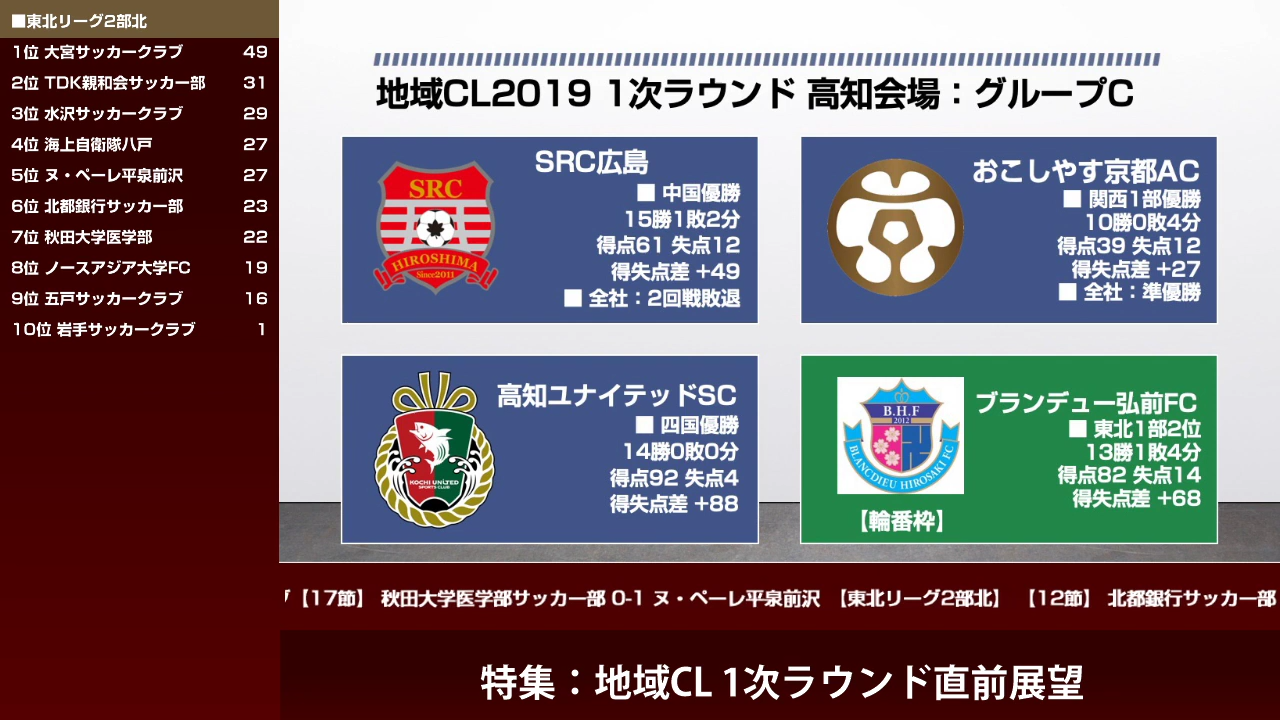 ■東北リーグ2部北
1位 大宮サッカークラブ 49
2位 TDK親和会サッカー部 31
3位 水沢サッカークラブ 29
4位 海上自衛隊八戸 27
5位 ヌ・ペーレ平泉前沢 27
6位 北都銀行サッカー部 23
7位 秋田大学医学部 22
8位 ノースアジア大学FC 19
9位 五戸サッカークラブ 16
10位 岩手サッカークラブ 1
地域CL2019 1次ラウンド 高知会場：グループC
SRC
HIROSHIMA
Since2011
SRC広島
■ 中国優勝
15勝1敗2分
得点61 失点12
得失点差 +49
■ 全社：2回戦敗退
おこしやす京都AC
■ 関西1部優勝
10勝0敗4分
得点39 失点12
得失点差 +27
■ 全社：準優勝
KOCHI UNITED
SPORTS CLUB
高知ユナイテッドSC
■ 四国優勝
14勝0敗0分
得点92 失点4
得失点差 +88
B.H.F
2012
BLANCDIEU HIROSAKI FC
【輪番枠】
ブランデュー弘前FC
■ 東北1部2位
13勝1敗4分
得点82 失点14
得失点差 +68
【17節】 秋田大学医学部サッカー部 0-1 ヌ・ペーレ平泉前沢 【東北リーグ2部北】 【12節】 北都銀行サッカー部
特集：地域CL 1次ラウンド直前展望